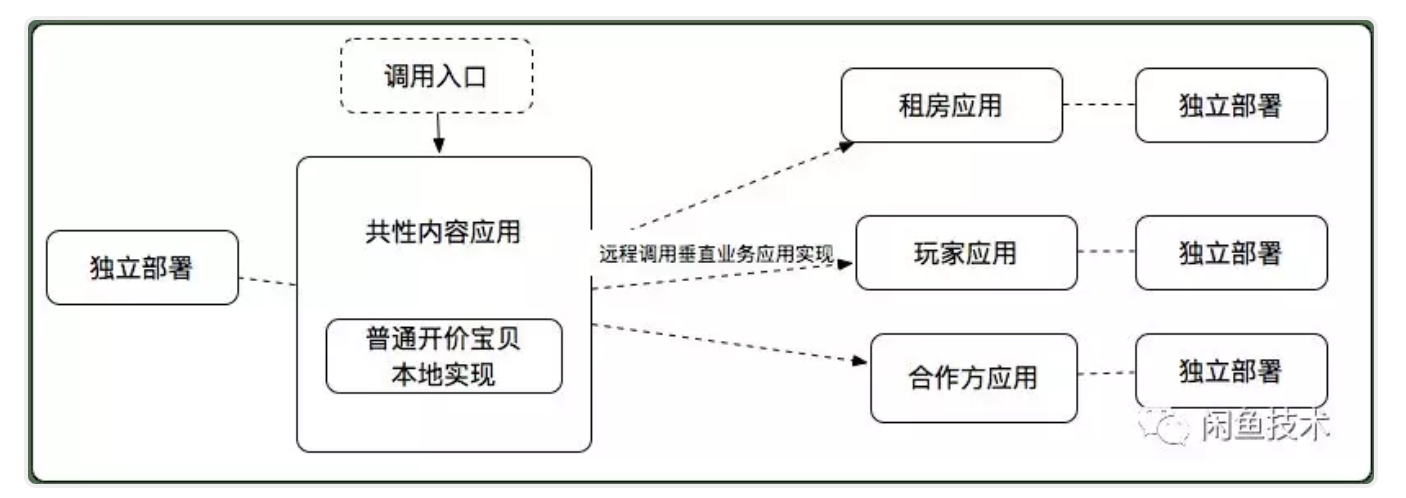 调用入口
租房应用
独立部署
共性内容应用
远程调用垂直业务应用实现
玩家应用
独立部署
独立部署
普通开价宝贝
本地实现
合作方应用
独立部署
闲鱼技术